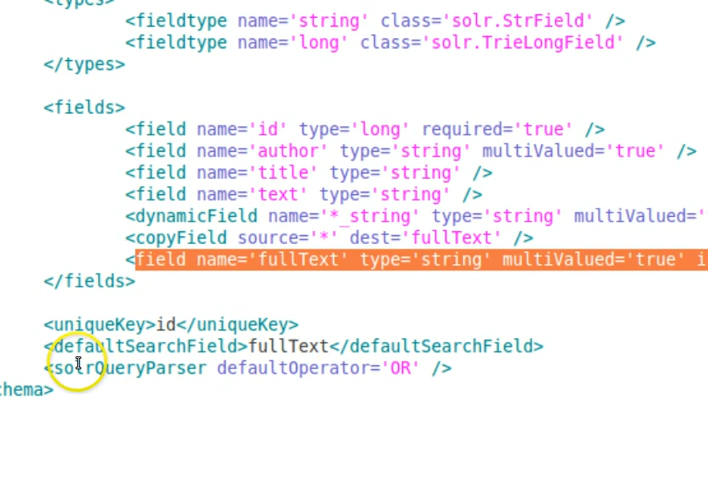 <types>
<fieldtype name='string' class='solr.StrField' />
<fieldtype name='long' class='solr.TrieLongField' />
</types>
<fields>
<field name='id' type='long' required='true' />
<field name='author' type='string' multiValued='true' />
<field name='title' type='string' />
<field name='text' type='string' />
<dynamicField name='*_string' type='string' multiValued='
<copyField source='*' dest='fullText' />
<field name='fullText' type='string' multiValued='true' i
</fields>
<uniqueKey>id</uniqueKey>
<defaultSearchField>fullText</defaultSearchField>
<solrQueryParser defaultOperator='OR' />
chema>